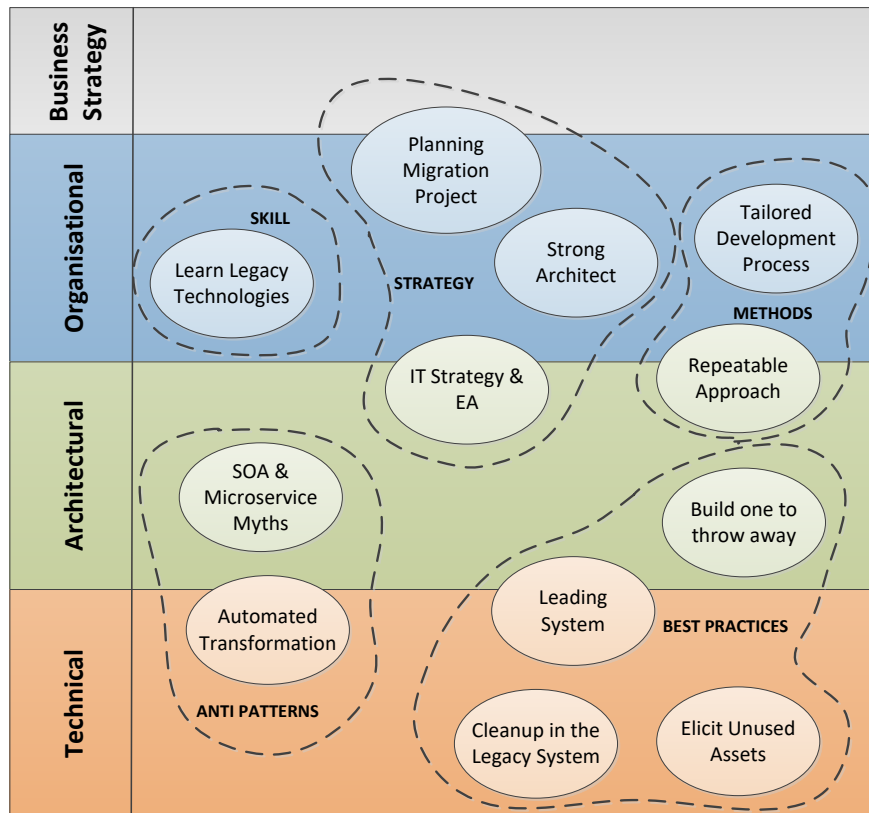 Business
Strategy
Planning
Migration
Project
Organisational
SKILL
Learn Legacy
Technologies
STRATEGY
Strong
Architect
Tailored
Development
Process
METHODS
IT Strategy &
EA
Repeatable
Approach
Architectural
SOA &
Microservice
Myths
Build one to
throw away
Technical
Automated
Transformation
ANTI PATTERNS
Leading
System
BEST PRACTICES
Cleanup in the
Legacy System
Elicit Unused
Assets